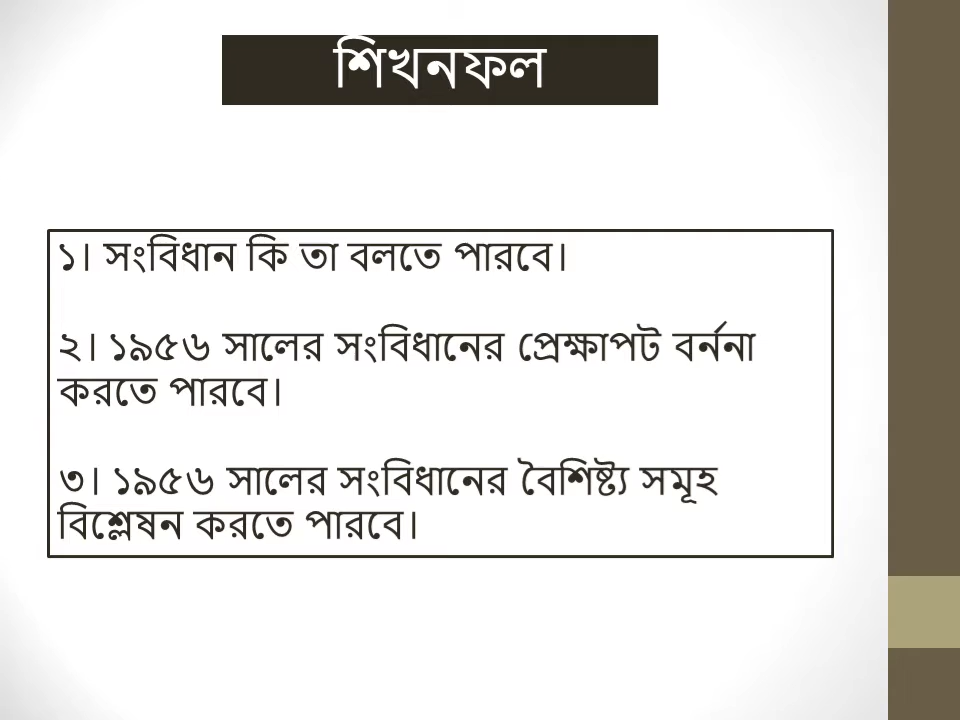 শিখনফল
১। সংবিধান কি তা বলতে পারবে।
২। ১৯৫৬ সালের সংবিধানের প্রেক্ষাপট বর্ননা
করতে পারবে।
৩। ১৯৫৬ সালের সংবিধানের বৈশিষ্ট্য সমূহ
বিশ্লেষন করতে পারবে।